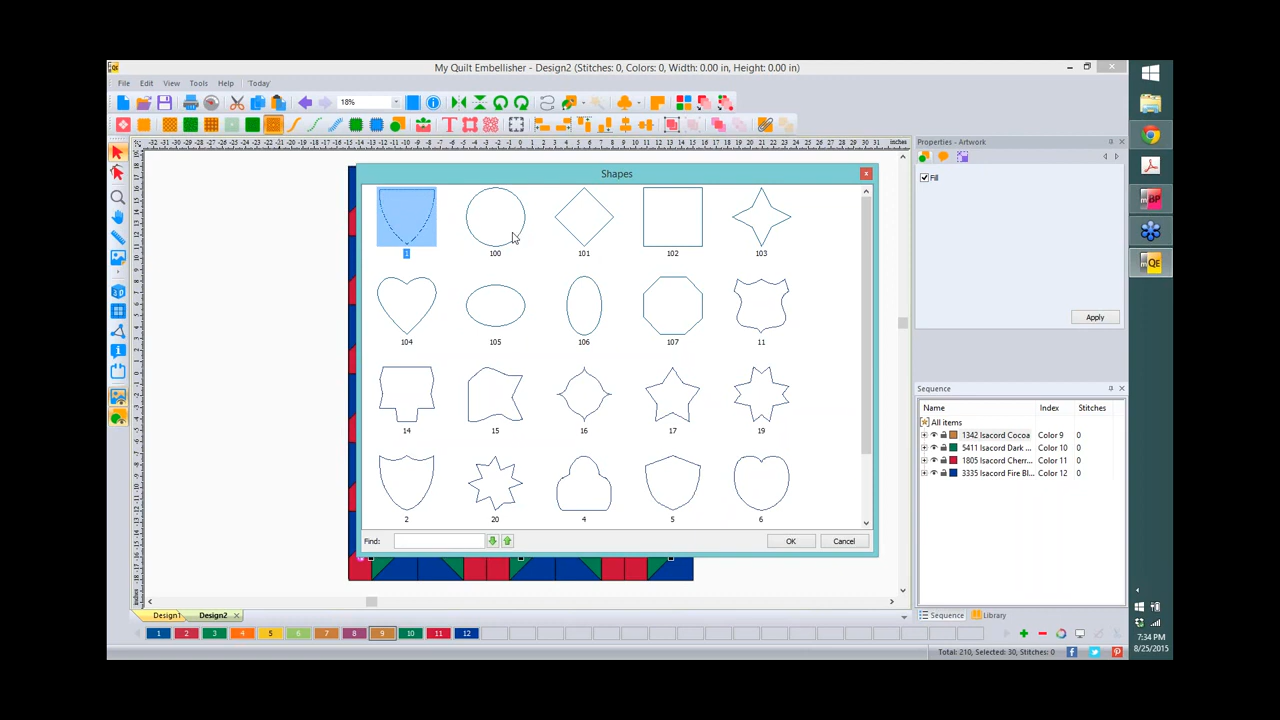 My Quilt Embellisher - Design2 (Stitches: 0, Colors: 0, Width: 0.00 in, Height: 0.00 in)
File Edit View Tools Help 'Today'
18%
inches
Properties - Artwork
Fill
Apply
Shapes
1 100 101 102 103
104 105 106 107 11
14 15 16 17 19
2 20 4 5 6
Find:
OK Cancel
Sequence
Name Index Stitches
All items
1342 Isacord Cocoa Color 9 0
5411 Isacord Dark ... Color 10 0
1805 Isacord Cherr... Color 11 0
3335 Isacord Fire Bl... Color 12 0
Design1 Design2
Sequence Library
1 2 3 4 5 6 7 8 9 10 11 12
Total: 210, Selected: 30, Stitches: 0
7:34 PM
8/25/2015